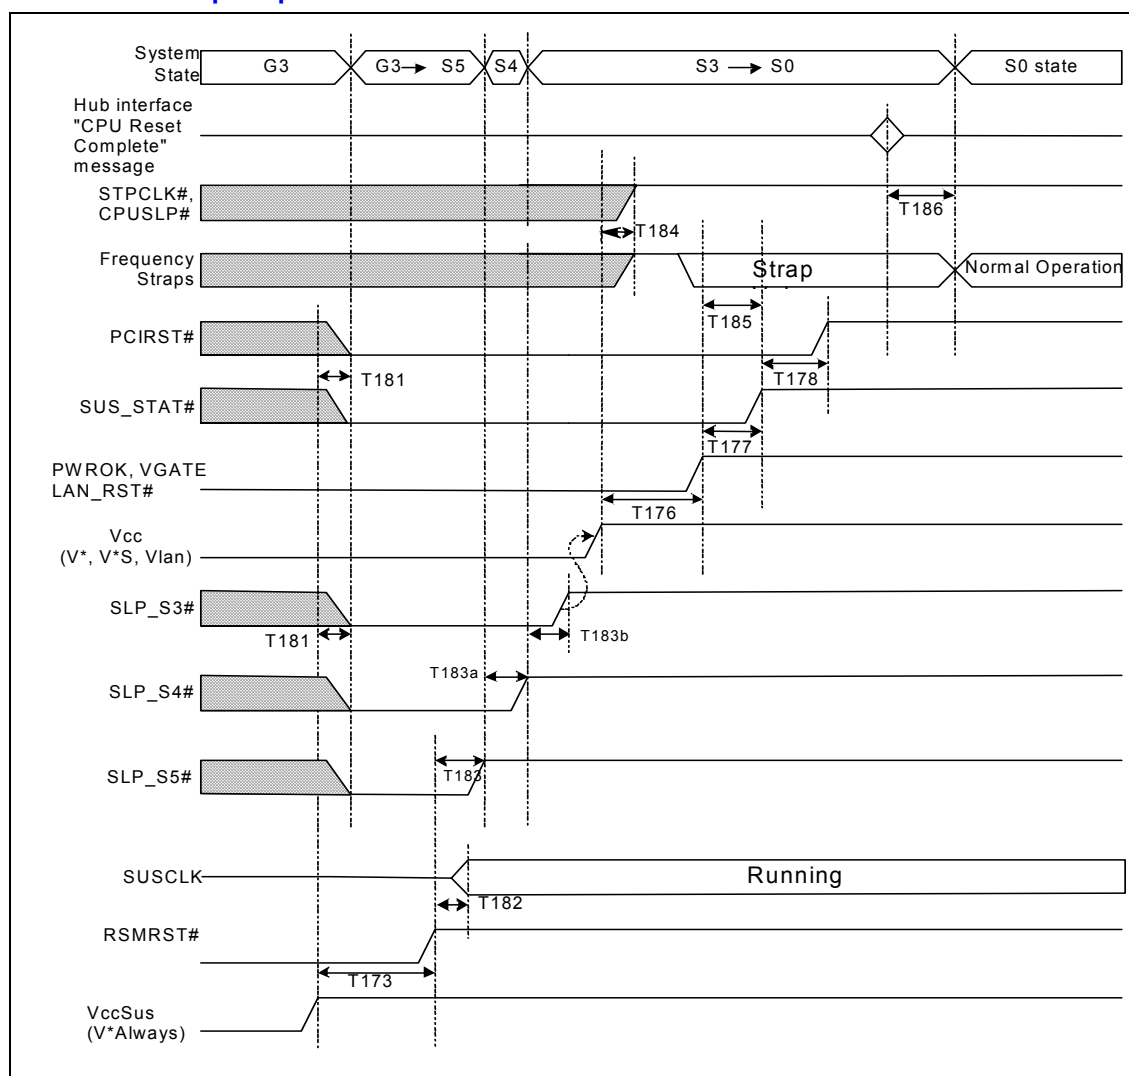 System
State
G3
G3 → S5
S4
S3 → S0
S0 state
Hub interface
"CPU Reset
Complete"
message
STPCLK#,
CPUSLP#
T186
T184
Frequency
Straps
Strap
Normal Operation
T185
PCIRST#
T181
T178
SUS_STAT#
T177
PWROK, VGATE
LAN_RST#
T176
Vcc
(V*, V*S, Vlan)
SLP_S3#
T181
T183b
T183a
SLP_S4#
SLP_S5#
T183
SUSCLK
Running
T182
RSMRST#
T173
VccSus
(V*Always)